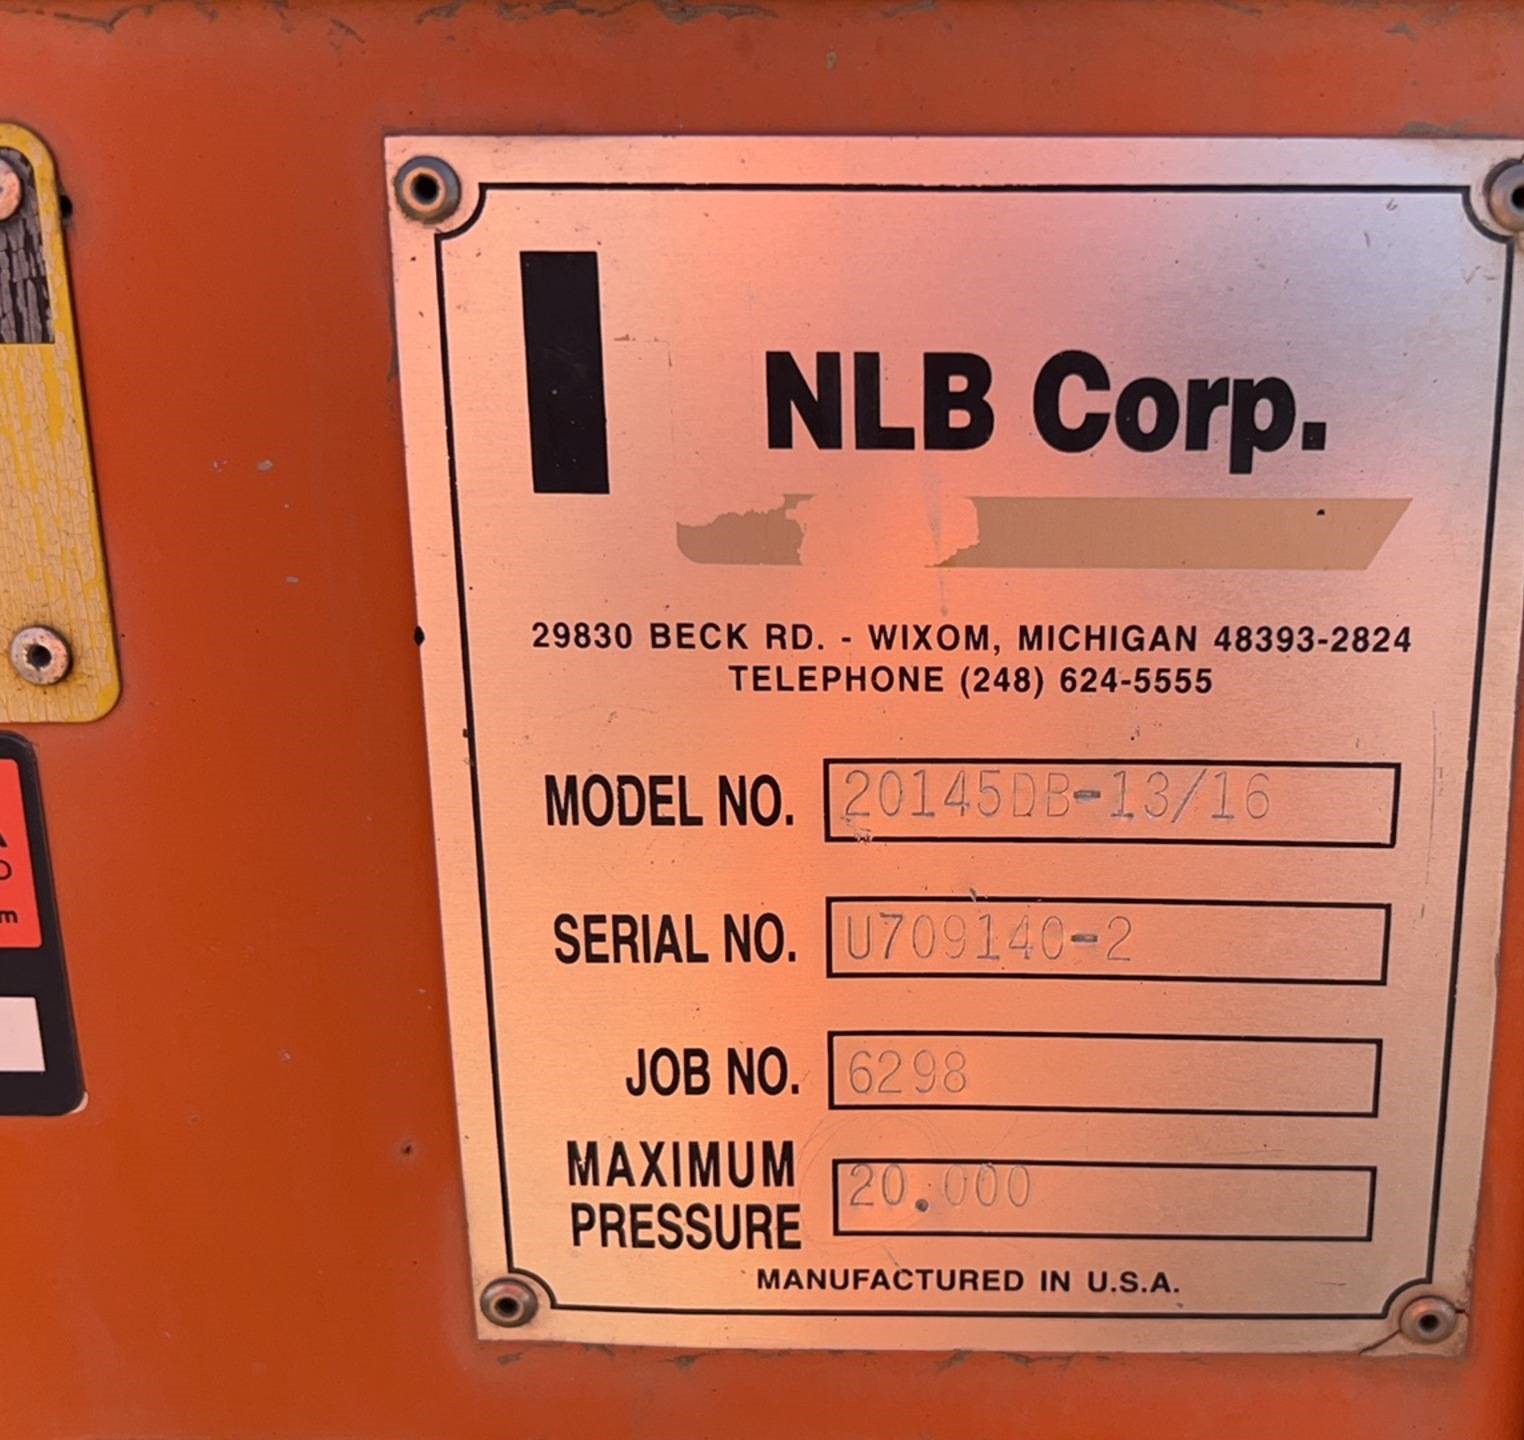 NLB Corp.
29830 BECK RD. - WIXOM, MICHIGAN 48393-2824
TELEPHONE (248) 624-5555
MODEL NO. 20145DB-13/16
SERIAL NO. U709140-2
JOB NO. 6298
MAXIMUM
PRESSURE 20.000
MANUFACTURED IN U.S.A.